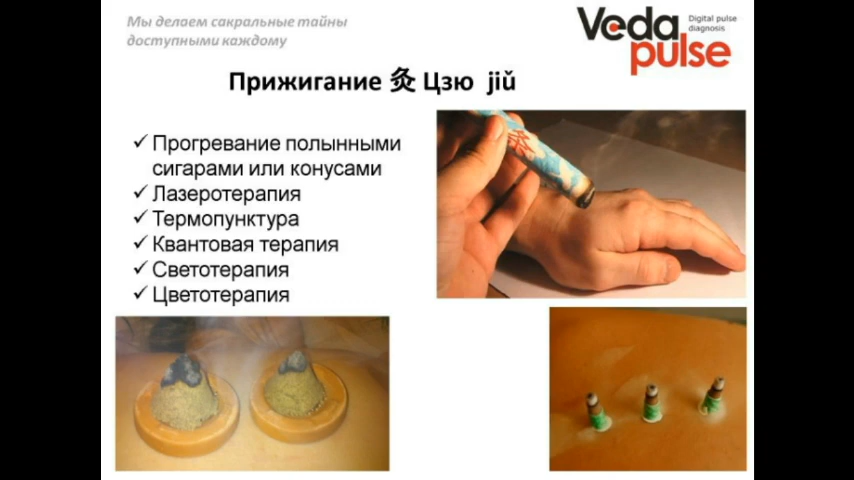 Мы делаем сакральные тайны
доступными каждому
Veda
pulse
Digital pulse
diagnosis
Прижигание 灸 Цзю jiǔ
✓ Прогревание полынными
сигарами или конусами
✓ Лазеротерапия
✓ Термопунктура
✓ Квантовая терапия
✓ Светотерапия
✓ Цветотерапия